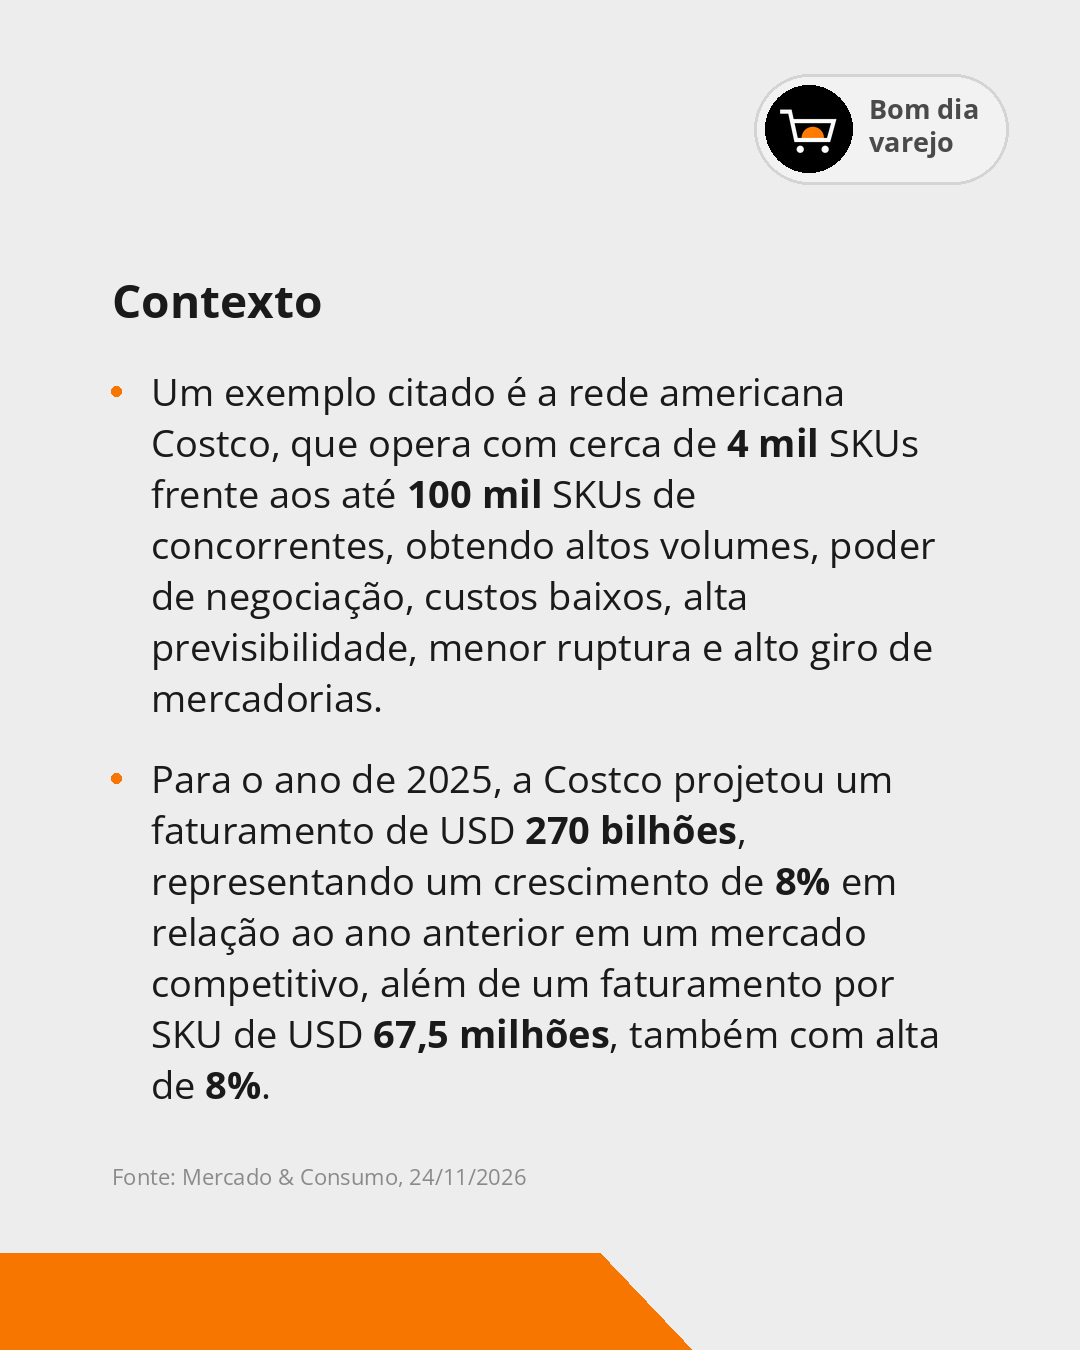 Bom dia
varejo
Contexto
• Um exemplo citado é a rede americana
Costco, que opera com cerca de 4 mil SKUs
frente aos até 100 mil SKUs de
concorrentes, obtendo altos volumes, poder
de negociação, custos baixos, alta
previsibilidade, menor ruptura e alto giro de
mercadorias.
• Para o ano de 2025, a Costco projetou um
faturamento de USD 270 bilhões,
representando um crescimento de 8% em
relação ao ano anterior em um mercado
competitivo, além de um faturamento por
SKU de USD 67,5 milhões, também com alta
de 8%.
Fonte: Mercado & Consumo, 24/11/2026